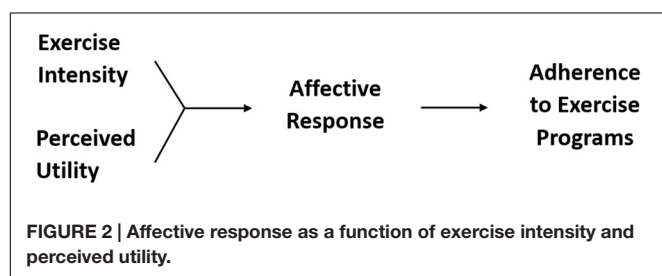 Exercise
Intensity
Perceived
Utility
Affective
Response
Adherence
to Exercise
Programs
FIGURE 2 | Affective response as a function of exercise intensity and
perceived utility.